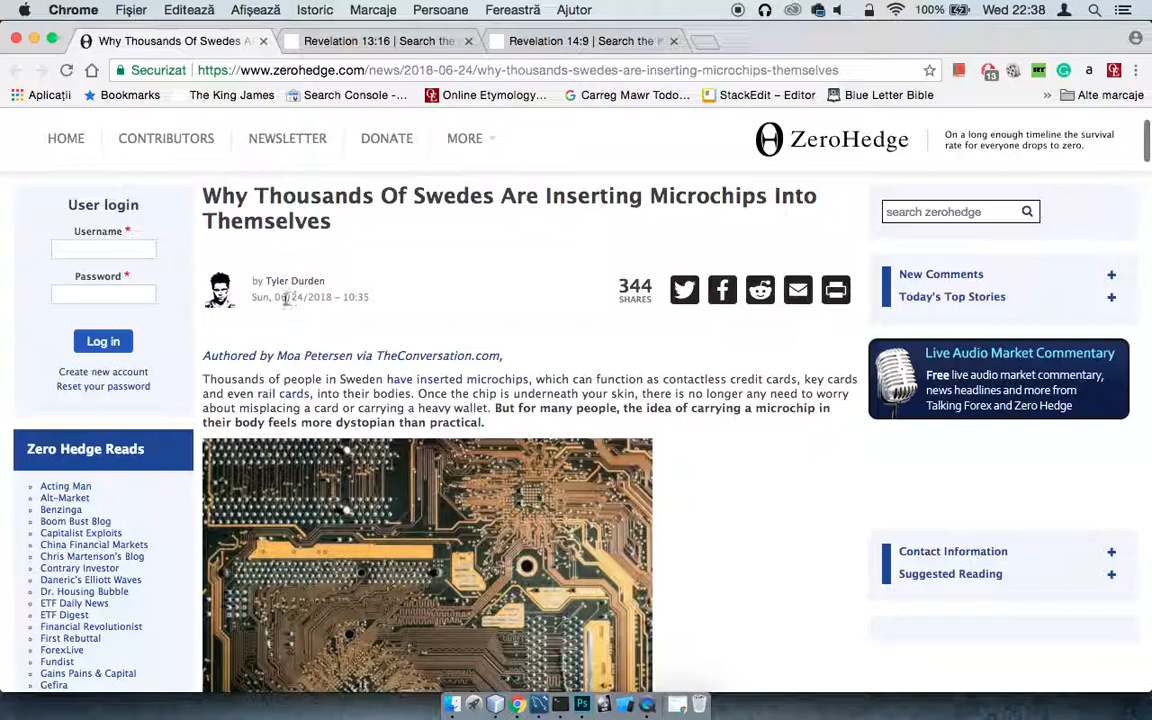 Chrome Fișier Editează Afișează Istoric Marcaje Persoane Fereastră Ajutor 100% Wed 22:38
Why Thousands Of Swedes A
Revelation 13:16 | Search the
Revelation 14:9 | Search the
Securizat https://www.zerohedge.com/news/2018-06-24/why-thousands-swedes-are-inserting-microchips-themselves
Aplicații Bookmarks The King James Search Console -... Online Etymology... Carreg Mawr Todo... StackEdit – Editor Blue Letter Bible » Alte marcaje
HOME CONTRIBUTORS NEWSLETTER DONATE MORE
ZeroHedge
On a long enough timeline the survival
rate for everyone drops to zero.
User login
Username *
Password *
Log in
Create new account
Reset your password
Zero Hedge Reads
Acting Man
Alt-Market
Benzinga
Boom Bust Blog
Capitalist Exploits
China Financial Markets
Chris Martenson's Blog
Contrary Investor
Daneric's Elliott Waves
Dr. Housing Bubble
ETF Daily News
ETF Digest
Financial Revolutionist
First Rebuttal
ForexLive
Fundist
Gains Pains & Capital
Gefira
Why Thousands Of Swedes Are Inserting Microchips Into
Themselves
by Tyler Durden
Sun, 06/24/2018 – 10:35
344
SHARES
Authored by Moa Petersen via TheConversation.com,
Thousands of people in Sweden have inserted microchips, which can function as contactless credit cards, key cards
and even rail cards, into their bodies. Once the chip is underneath your skin, there is no longer any need to worry
about misplacing a card or carrying a heavy wallet. But for many people, the idea of carrying a microchip in
their body feels more dystopian than practical.
search zerohedge
New Comments +
Today's Top Stories +
Live Audio Market Commentary
Free live audio market commentary,
news headlines and more from
Talking Forex and Zero Hedge
Contact Information +
Suggested Reading +